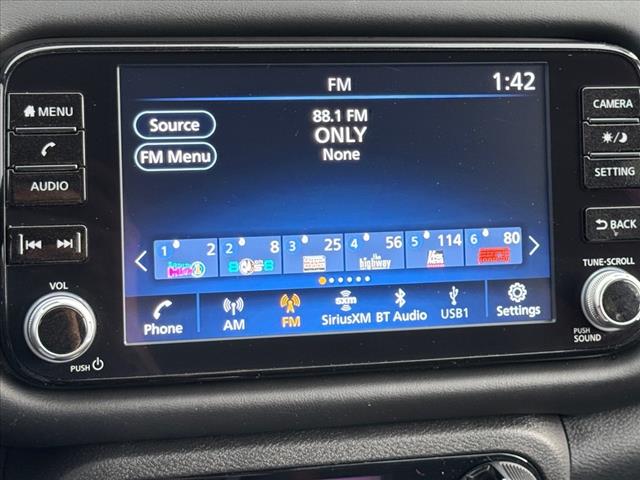 FM
1:42
MENU
AUDIO
VOL
PUSH
Source
FM Menu
88.1 FM
ONLY
None
1 2
2 8
3 25
4 56
5 114
6 80
the highway
Phone
AM
FM
SXM
SiriusXM
BT Audio
USB1
Settings
CAMERA
SETTING
BACK
TUNE·SCROLL
PUSH
SOUND